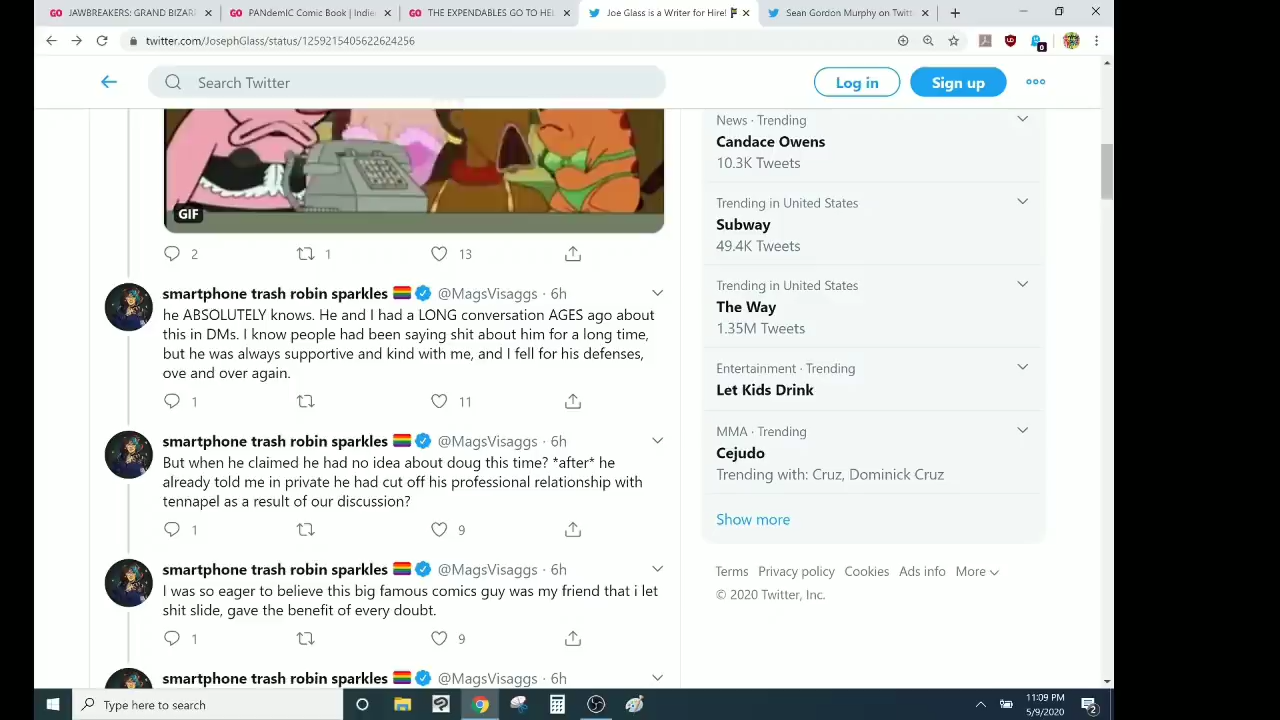 JAWBREAKERS: GRAND BIZAR
PANdemIC Comic Book | Indie
THE EXPENDABLES GO TO HEL
Joe Glass is a Writer for Hire!
Sean Gordon Murphy on Twitt
twitter.com/JosephGlass/status/1259215405622624256
0
Search Twitter
Log in
Sign up
News · Trending
Candace Owens
10.3K Tweets
Trending in United States
Subway
49.4K Tweets
Trending in United States
The Way
1.35M Tweets
Entertainment · Trending
Let Kids Drink
MMA · Trending
Cejudo
Trending with: Cruz, Dominick Cruz
Show more
Terms Privacy policy Cookies Ads info More
© 2020 Twitter, Inc.
GIF
2 1 13
smartphone trash robin sparkles @MagsVisaggs · 6h
he ABSOLUTELY knows. He and I had a LONG conversation AGES ago about
this in DMs. I know people had been saying shit about him for a long time,
but he was always supportive and kind with me, and I fell for his defenses,
ove and over again.
1 11
smartphone trash robin sparkles @MagsVisaggs · 6h
But when he claimed he had no idea about doug this time? *after* he
already told me in private he had cut off his professional relationship with
tennapel as a result of our discussion?
1 9
smartphone trash robin sparkles @MagsVisaggs · 6h
I was so eager to believe this big famous comics guy was my friend that i let
shit slide, gave the benefit of every doubt.
1 9
smartphone trash robin sparkles @MagsVisaggs · 6h
Type here to search
11:09 PM
5/9/2020
2